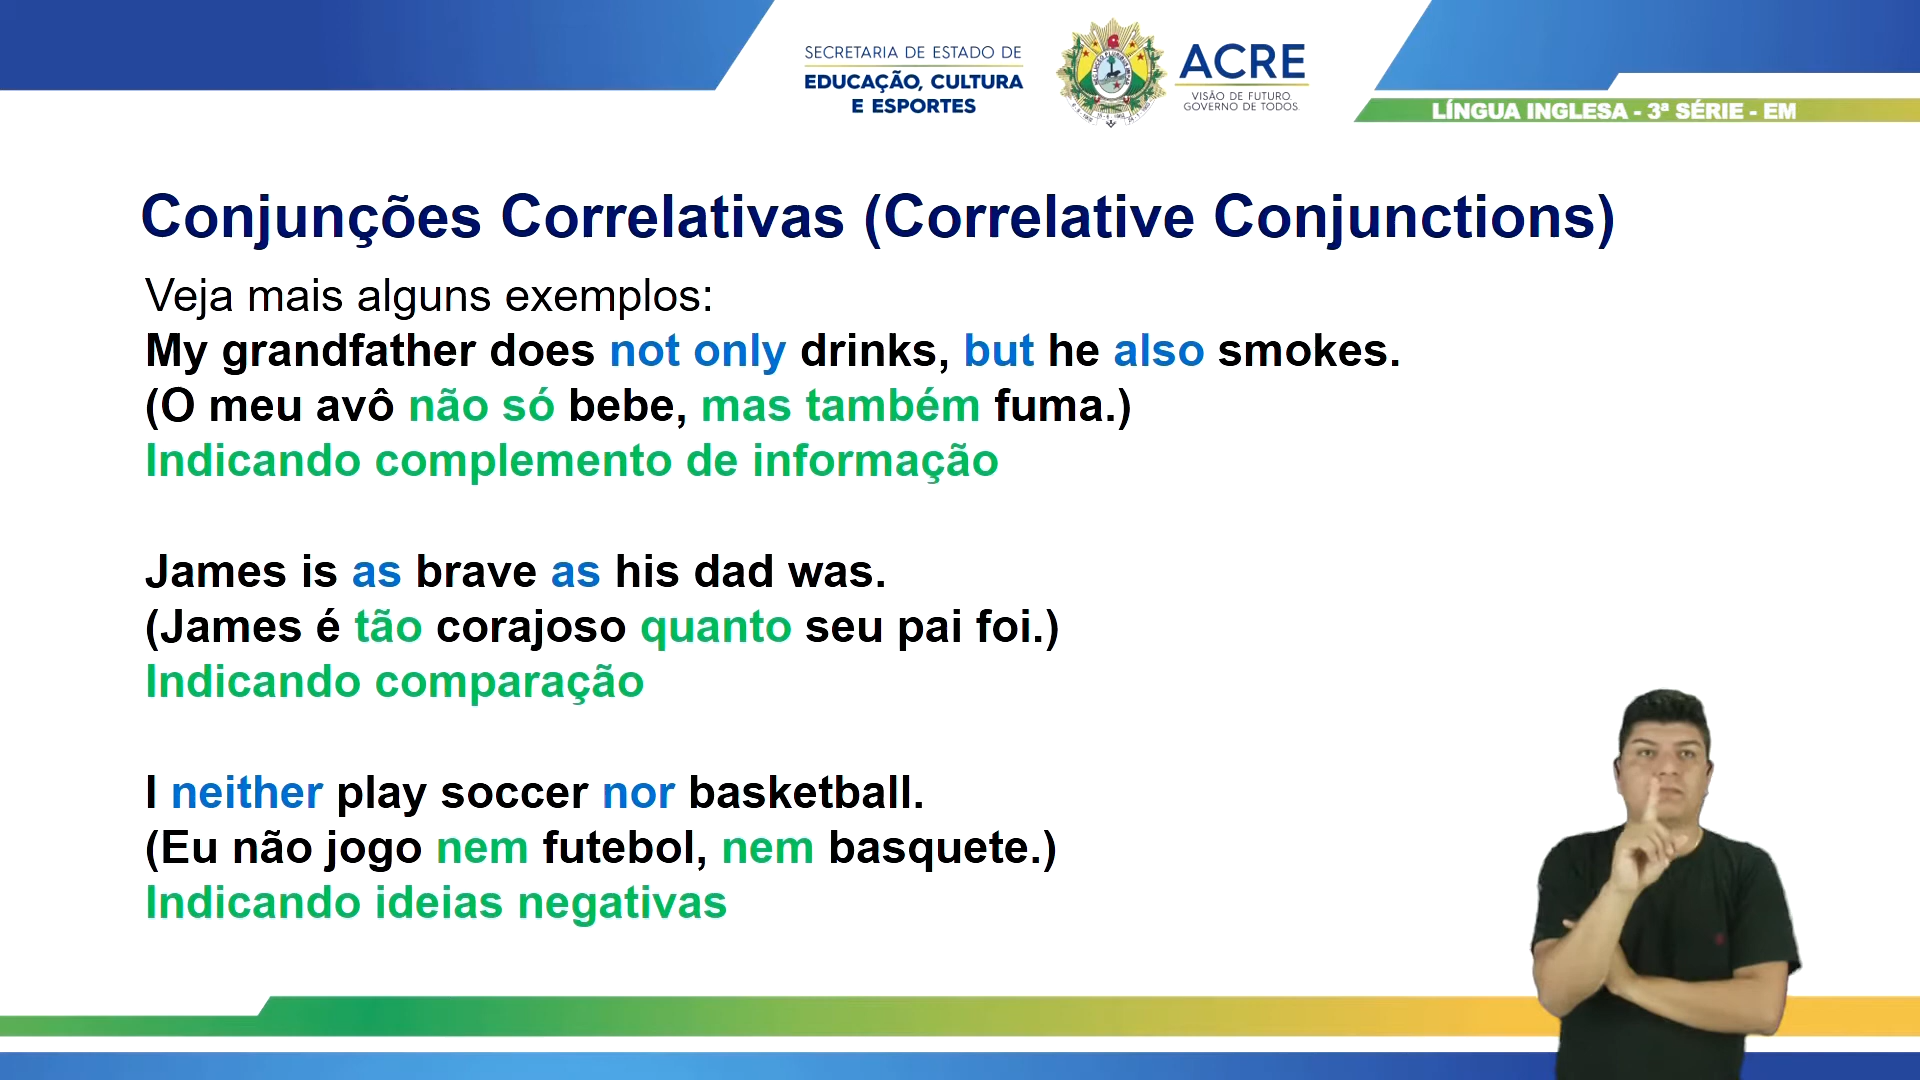 SECRETARIA DE ESTADO DE
EDUCAÇÃO, CULTURA
E ESPORTES
ACRE
VISÃO DE FUTURO.
GOVERNO DE TODOS.
LÍNGUA INGLESA - 3ª SÉRIE - EM
Conjunções Correlativas (Correlative Conjunctions)
Veja mais alguns exemplos:
My grandfather does not only drinks, but he also smokes.
(O meu avô não só bebe, mas também fuma.)
Indicando complemento de informação
James is as brave as his dad was.
(James é tão corajoso quanto seu pai foi.)
Indicando comparação
I neither play soccer nor basketball.
(Eu não jogo nem futebol, nem basquete.)
Indicando ideias negativas